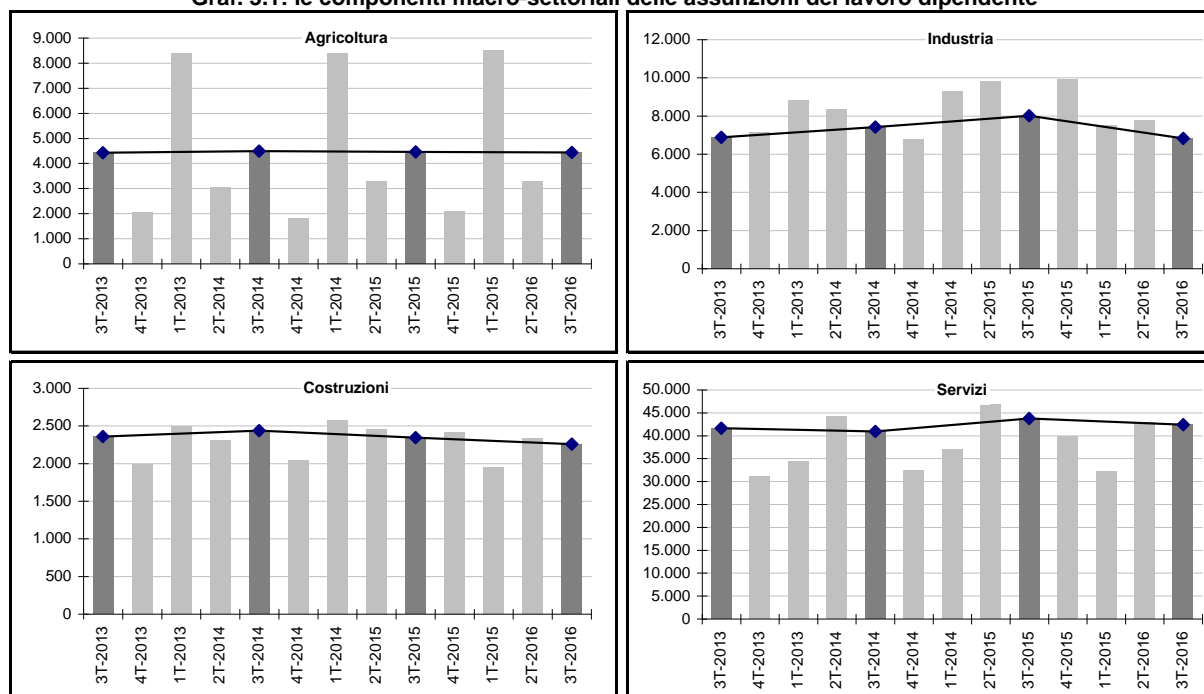 Graf. 3.1: le componenti macro-settoriali delle assunzioni del lavoro dipendente
Agricoltura
9.000
8.000
7.000
6.000
5.000
4.000
3.000
2.000
1.000
0
3T-2013
4T-2013
1T-2013
2T-2014
3T-2014
4T-2014
1T-2014
2T-2015
3T-2015
4T-2015
1T-2015
2T-2016
3T-2016
Industria
12.000
10.000
8.000
6.000
4.000
2.000
0
3T-2013
4T-2013
1T-2013
2T-2014
3T-2014
4T-2014
1T-2014
2T-2015
3T-2015
4T-2015
1T-2015
2T-2016
3T-2016
Costruzioni
3.000
2.500
2.000
1.500
1.000
500
0
3T-2013
4T-2013
1T-2013
2T-2014
3T-2014
4T-2014
1T-2014
2T-2015
3T-2015
4T-2015
1T-2015
2T-2016
3T-2016
Servizi
50.000
45.000
40.000
35.000
30.000
25.000
20.000
15.000
10.000
5.000
0
3T-2013
4T-2013
1T-2013
2T-2014
3T-2014
4T-2014
1T-2014
2T-2015
3T-2015
4T-2015
1T-2015
2T-2016
3T-2016